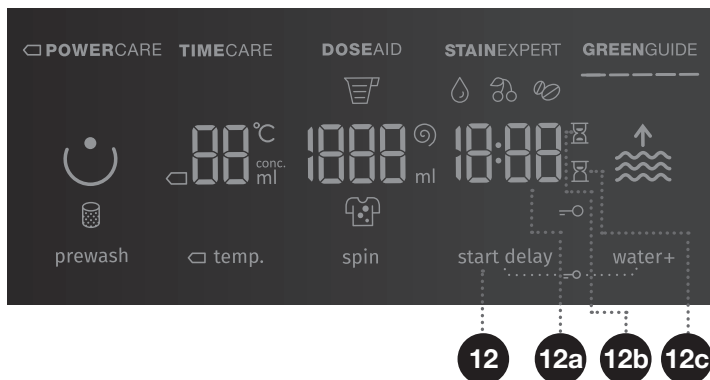 POWERCARE TIMECARE DOSEAID STAINEXPERT GREENGUIDE
88 °C 1888 18:88
conc.
ml ml
prewash temp. spin start delay water+
12 12a 12b 12c